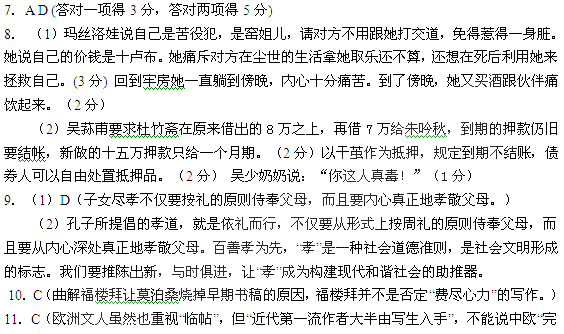 7．A D (答对一项得 3 分，答对两项得 5 分)
8．（1）玛丝洛娃说自己是苦役犯，是窑姐儿，请对方不用跟她打交道，免得惹得一身脏。
她说自己的价钱是十卢布。她痛斥对方在尘世的生活拿她取乐还不算，还想在死后利用她来
拯救自己。(3 分) 回到牢房她一直躺到傍晚，内心十分痛苦。到了傍晚，她又买酒跟伙伴痛
饮起来。（2 分）
（2）吴荪甫要求杜竹斋在原来借出的 8 万之上，再借 7 万给朱吟秋，到期的押款仍旧
要结帐，新做的十五万押款只给一个月期。（2 分）以干茧作为抵押，规定到期不结账，债
券人可以自由处置抵押品。（2 分） 吴少奶奶说：“你这人真毒！”（1 分）
9．（1）D（子女尽孝不仅要按礼的原则侍奉父母，而且要内心真正地孝敬父母。）
（2）孔子所提倡的孝道，就是依礼而行，不仅要从形式上按周礼的原则侍奉父母，而
且要从内心深处真正地孝敬父母。百善孝为先，“孝”是一种社会道德准则，是社会文明形成
的标志。我们要推陈出新，与时俱进，让“孝”成为构建现代和谐社会的助推器。
10．C（曲解福楼拜让莫泊桑烧掉早期书稿的原因，福楼拜并不是否定“费尽心力”的写作。）
11．C（欧洲文人虽然也重视“临帖”，但“近代第一流作者大半由写生入手”，不能说中欧“完